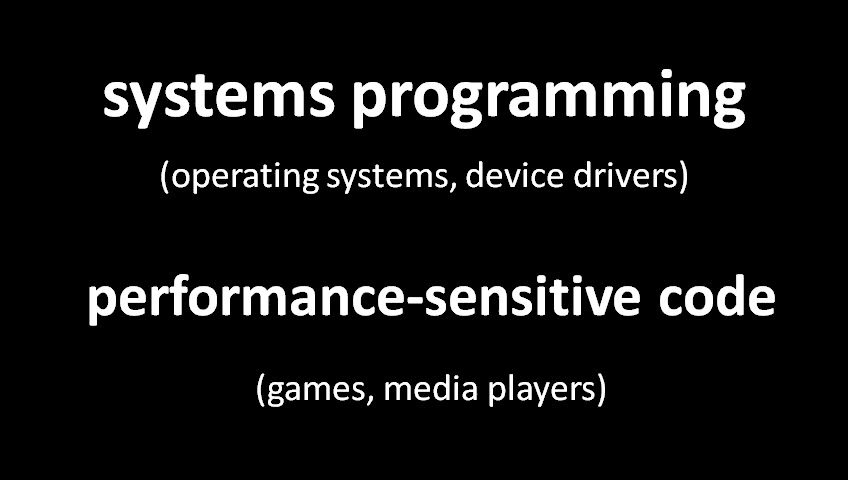 systems programming
(operating systems, device drivers)
performance-sensitive code
(games, media players)